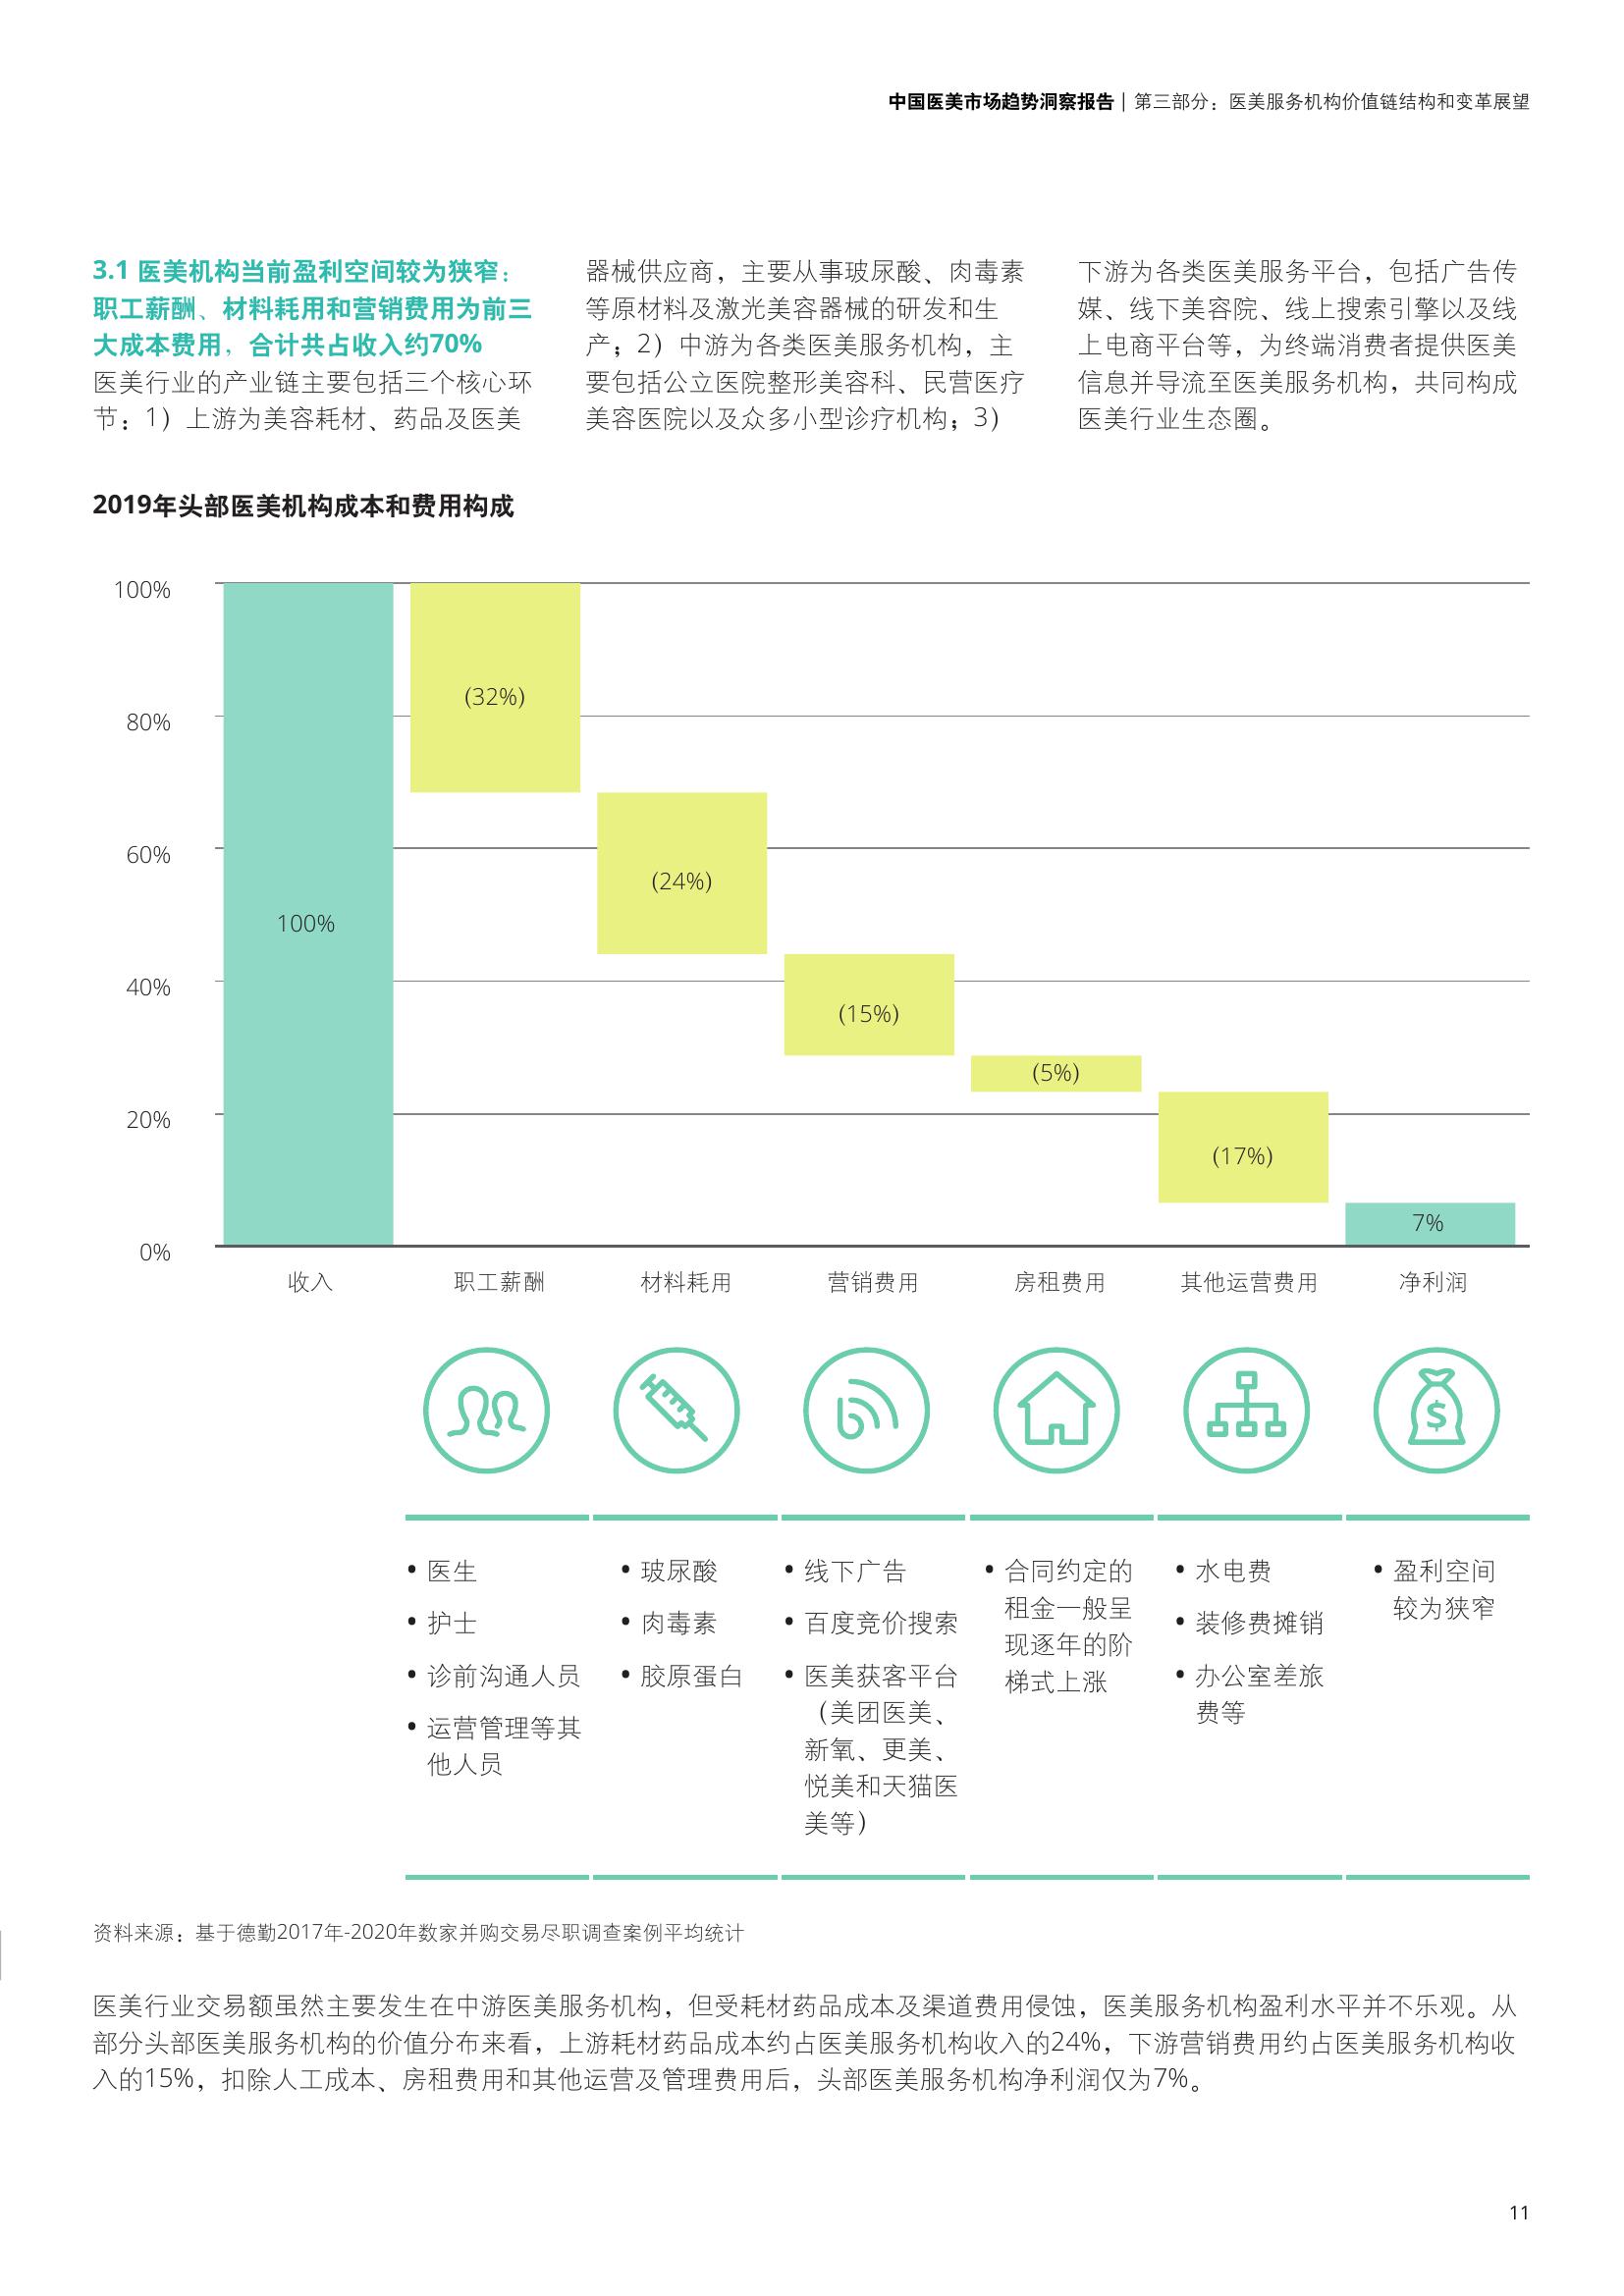 中国医美市场趋势洞察报告 | 第三部分：医美服务机构价值链结构和变革展望
3.1 医美机构当前盈利空间较为狭窄：
职工薪酬、材料耗用和营销费用为前三
大成本费用，合计共占收入约70%
医美行业的产业链主要包括三个核心环
节：1）上游为美容耗材、药品及医美
器械供应商，主要从事玻尿酸、肉毒素
等原材料及激光美容器械的研发和生
产；2）中游为各类医美服务机构，主
要包括公立医院整形美容科、民营医疗
美容医院以及众多小型诊疗机构；3）
下游为各类医美服务平台，包括广告传
媒、线下美容院、线上搜索引擎以及线
上电商平台等，为终端消费者提供医美
信息并导流至医美服务机构，共同构成
医美行业生态圈。
2019年头部医美机构成本和费用构成
100%
80%
60%
40%
20%
0%
100%
(32%)
(24%)
(15%)
(5%)
(17%)
7%
收入
职工薪酬
材料耗用
营销费用
房租费用
其他运营费用
净利润
$
• 医生
• 护士
• 诊前沟通人员
• 运营管理等其
他人员
• 玻尿酸
• 肉毒素
• 胶原蛋白
• 线下广告
• 百度竞价搜索
• 医美获客平台
（美团医美、
新氧、更美、
悦美和天猫医
美等）
• 合同约定的
租金一般呈
现逐年的阶
梯式上涨
• 水电费
• 装修费摊销
• 办公室差旅
费等
• 盈利空间
较为狭窄
资料来源：基于德勤2017年-2020年数家并购交易尽职调查案例平均统计
医美行业交易额虽然主要发生在中游医美服务机构，但受耗材药品成本及渠道费用侵蚀，医美服务机构盈利水平并不乐观。从
部分头部医美服务机构的价值分布来看，上游耗材药品成本约占医美服务机构收入的24%，下游营销费用约占医美服务机构收
入的15%，扣除人工成本、房租费用和其他运营及管理费用后，头部医美服务机构净利润仅为7%。
11